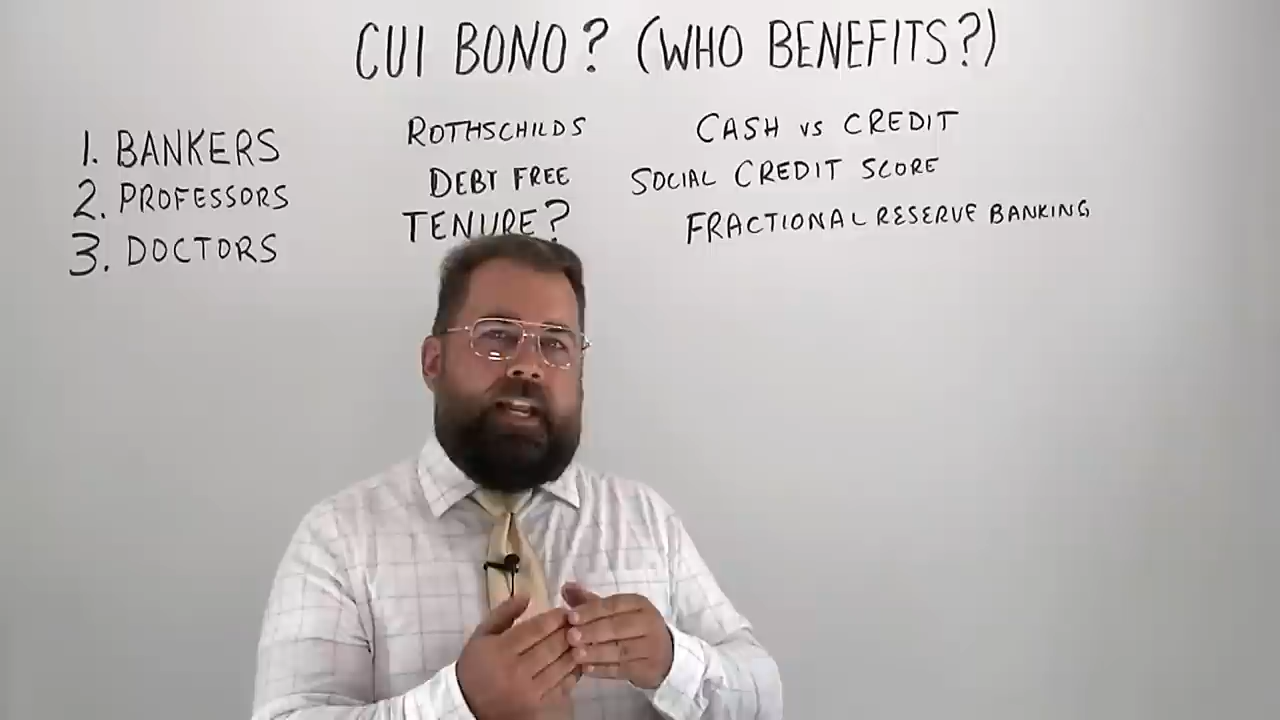 CUI BONO? (WHO BENEFITS?)
1. BANKERS
2. PROFESSORS
3. DOCTORS
ROTHSCHILDS
DEBT FREE
TENURE?
CASH vs CREDIT
SOCIAL CREDIT SCORE
FRACTIONAL RESERVE BANKING